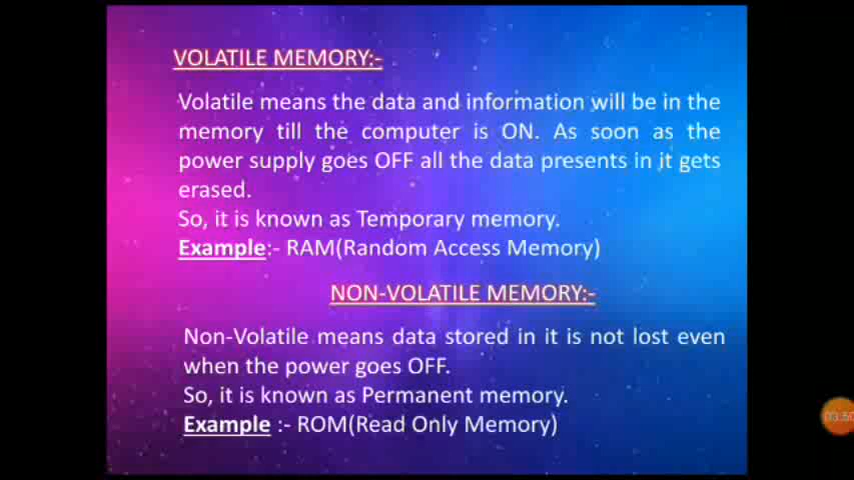 VOLATILE MEMORY:-
Volatile means the data and information will be in the
memory till the computer is ON. As soon as the
power supply goes OFF all the data presents in it gets
erased.
So, it is known as Temporary memory.
Example:- RAM(Random Access Memory)
NON-VOLATILE MEMORY:-
Non-Volatile means data stored in it is not lost even
when the power goes OFF.
So, it is known as Permanent memory.
Example :- ROM(Read Only Memory)
03:50